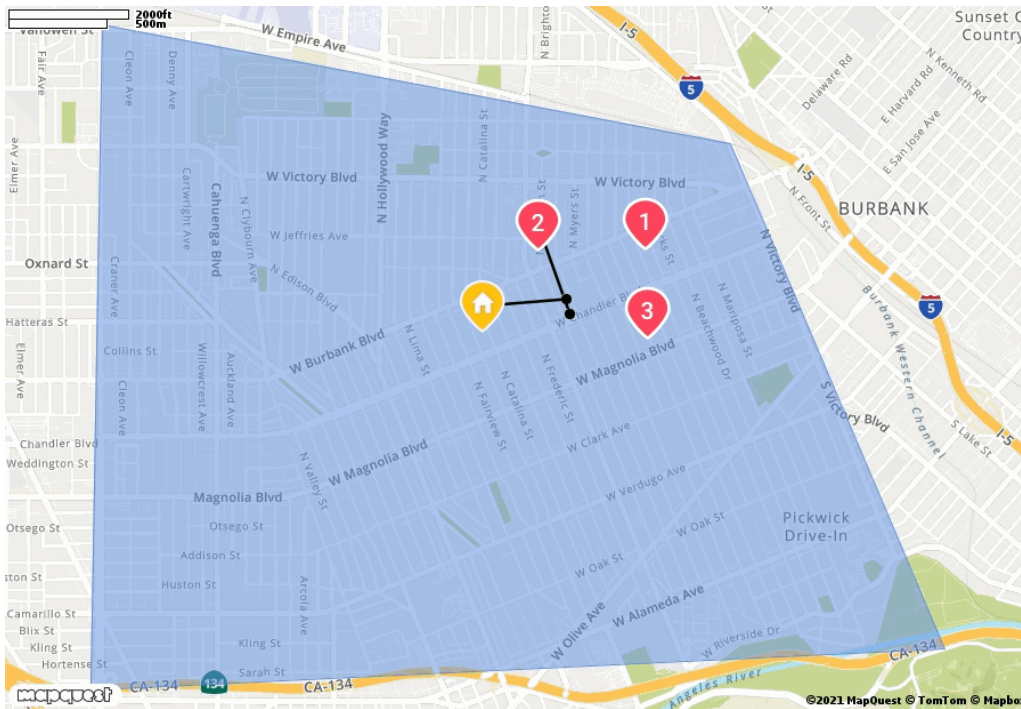 2000ft
500m
Vanowen St
W Empire Ave
N Brighto
I-5
Sunset C
Country
N Kenneth Rd
Delaware Rd
E Harvard Rd
E San Jose Ave
5
I-5
Fair Ave
Cleon Ave
Denny Ave
Elmer Ave
N Hollywood Way
N Catalina St
W Victory Blvd
W Victory Blvd
N Front St
BURBANK
Cartwright Ave
Cahuenga Blvd
N Clybourn Ave
W Jeffries Ave
2
N Myers St
1
N Victory Blvd
Oxnard St
Craner Ave
N Edison Blvd
Hatteras St
3
W Chandler Bl
N Beachwood Dr
N Mariposa St
Burbank Western Channel
5
I-5
Collins St
W Burbank Blvd
N Lima St
W Magnolia Blvd
Elmer Ave
Cleon Ave
Willowcrest Ave
Auckland Ave
N Fairview St
N Catalina St
N Frederic St
S Victory Blvd
S Lake St
Chandler Blvd
Weddington St
W Clark Ave
W Magnolia Blvd
N Valley St
Magnolia Blvd
W Verdugo Ave
Otsego St
Otsego St
W Oak St
Pickwick
Drive-In
Addison St
ston St
Huston St
W Oak St
Camarillo St
Arcola Ave
W Olive Ave
W Alameda Ave
Blix St
Kling St
Kling St
W Riverside Dr
Hortense St
Sarah St
CA-134
CA-134
134
CA-134
Angeles River
mapquest
©2021 MapQuest © TomTom © Mapbo